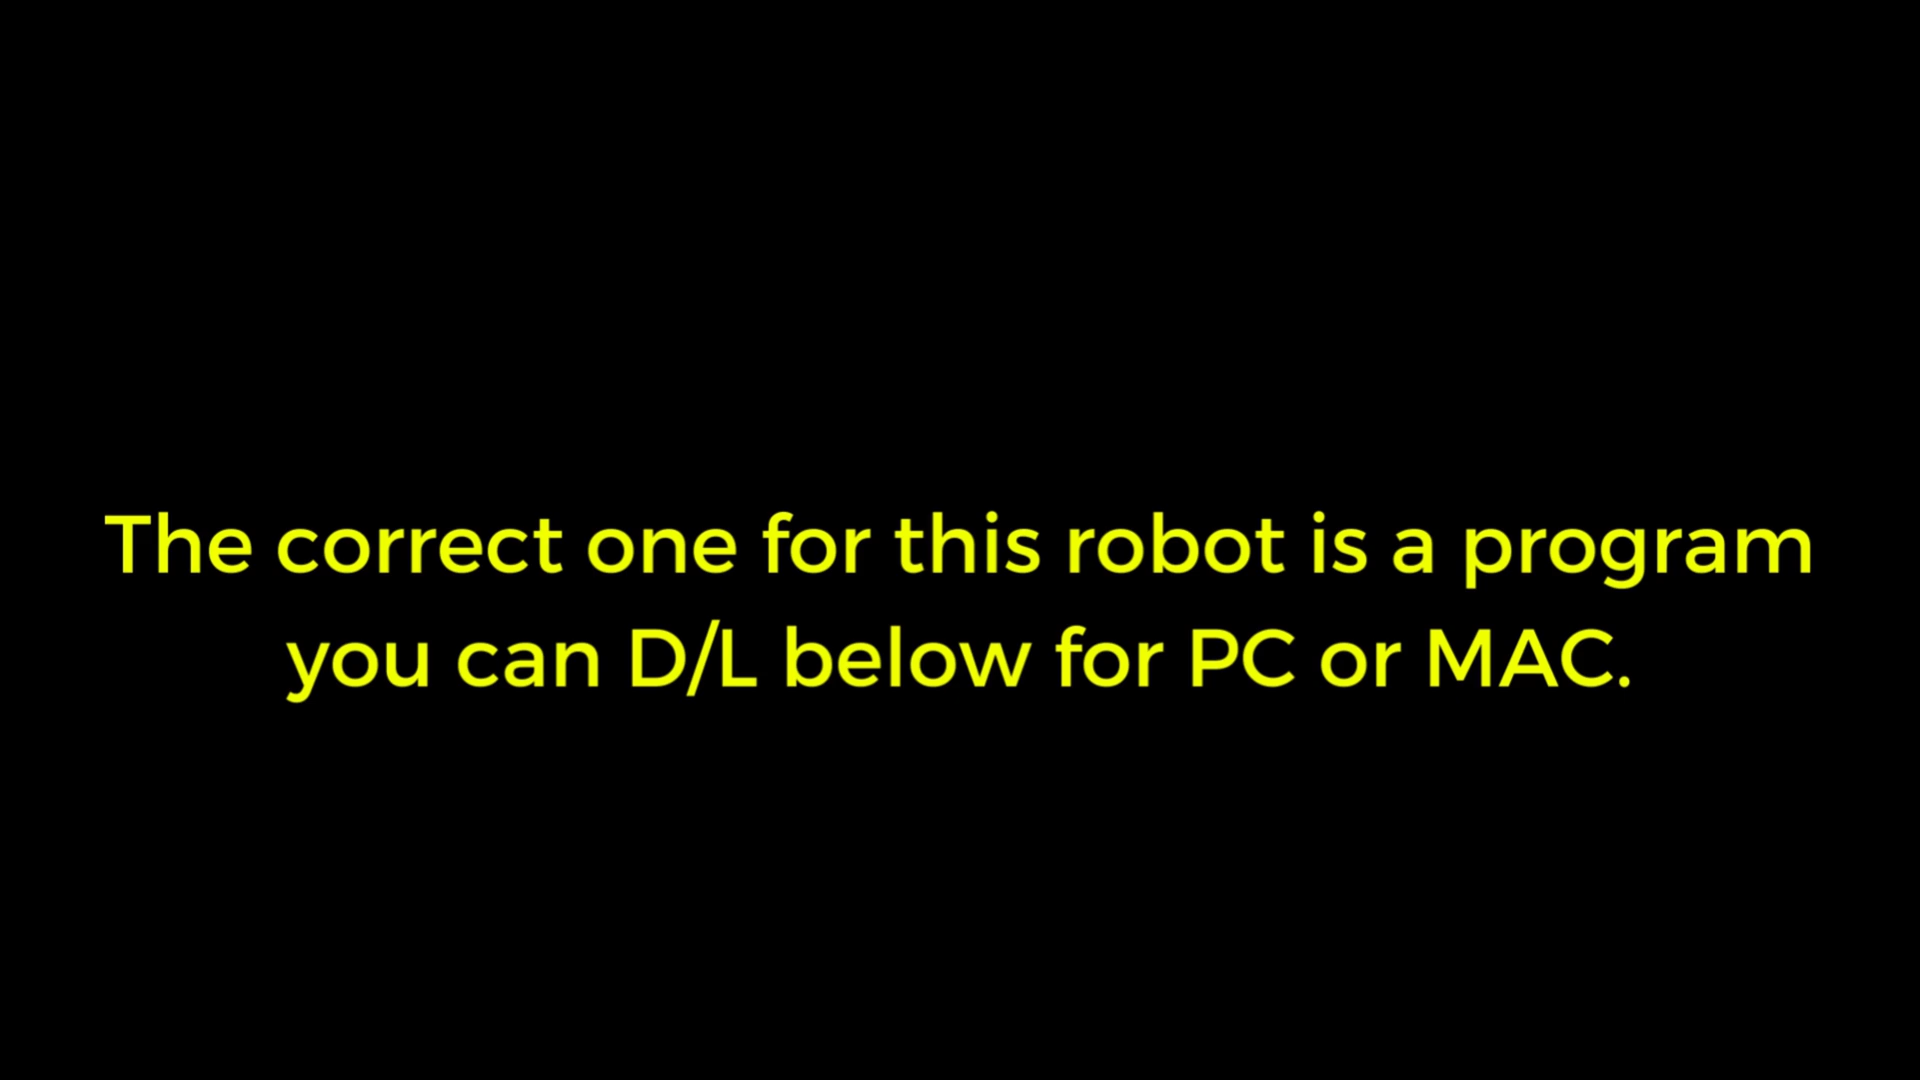 The correct one for this robot is a program
you can D/L below for PC or MAC.